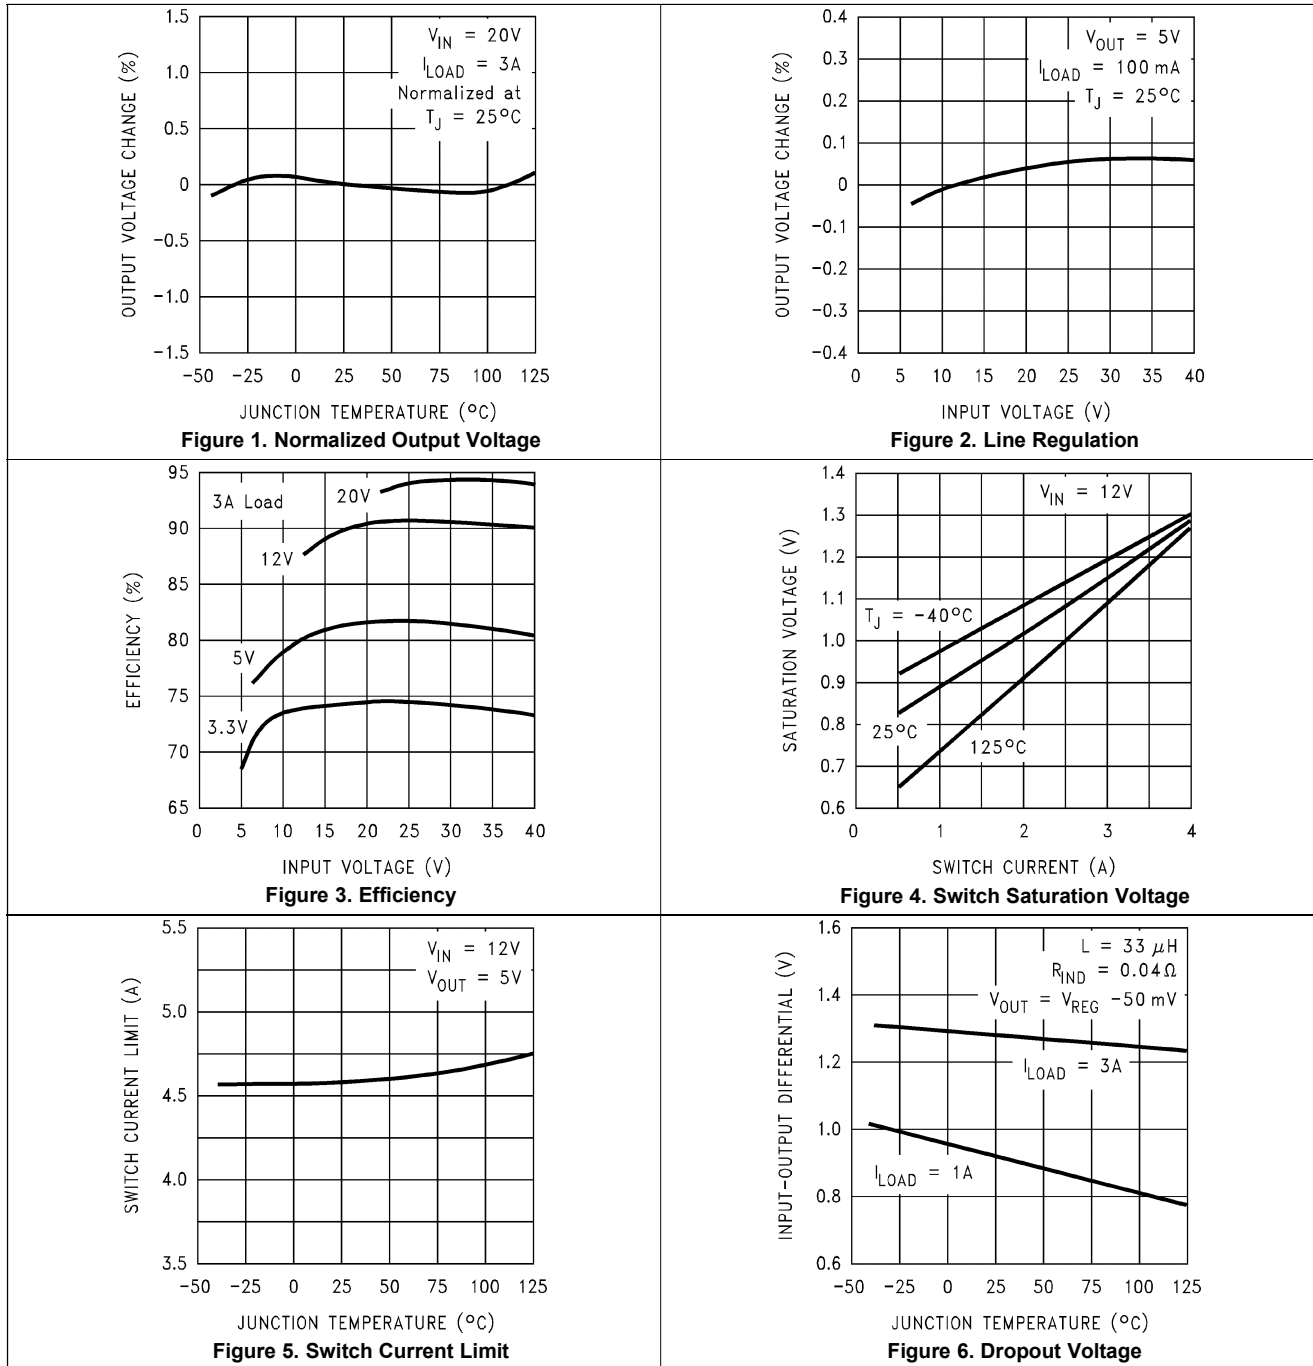 OUTPUT VOLTAGE CHANGE (%)
1.5
1.0
0.5
0
−0.5
−1.0
−1.5
V_IN = 20V
I_LOAD = 3A
Normalized at
T_J = 25°C
−50 −25 0 25 50 75 100 125
JUNCTION TEMPERATURE (°C)
Figure 1. Normalized Output Voltage
OUTPUT VOLTAGE CHANGE (%)
0.4
0.3
0.2
0.1
0
−0.1
−0.2
−0.3
−0.4
V_OUT = 5V
I_LOAD = 100 mA
T_J = 25°C
0 5 10 15 20 25 30 35 40
INPUT VOLTAGE (V)
Figure 2. Line Regulation
EFFICIENCY (%)
95
90
85
80
75
70
65
3A Load
20V
12V
5V
3.3V
0 5 10 15 20 25 30 35 40
INPUT VOLTAGE (V)
Figure 3. Efficiency
SATURATION VOLTAGE (V)
1.4
1.3
1.2
1.1
1.0
0.9
0.8
0.7
0.6
V_IN = 12V
T_J = −40°C
25°C
125°C
0 1 2 3 4
SWITCH CURRENT (A)
Figure 4. Switch Saturation Voltage
SWITCH CURRENT LIMIT (A)
5.5
5.0
4.5
4.0
3.5
V_IN = 12V
V_OUT = 5V
−50 −25 0 25 50 75 100 125
JUNCTION TEMPERATURE (°C)
Figure 5. Switch Current Limit
INPUT−OUTPUT DIFFERENTIAL (V)
1.6
1.4
1.2
1.0
0.8
0.6
L = 33 μH
R_IND = 0.04Ω
V_OUT = V_REG −50 mV
I_LOAD = 3A
I_LOAD = 1A
−50 −25 0 25 50 75 100 125
JUNCTION TEMPERATURE (°C)
Figure 6. Dropout Voltage